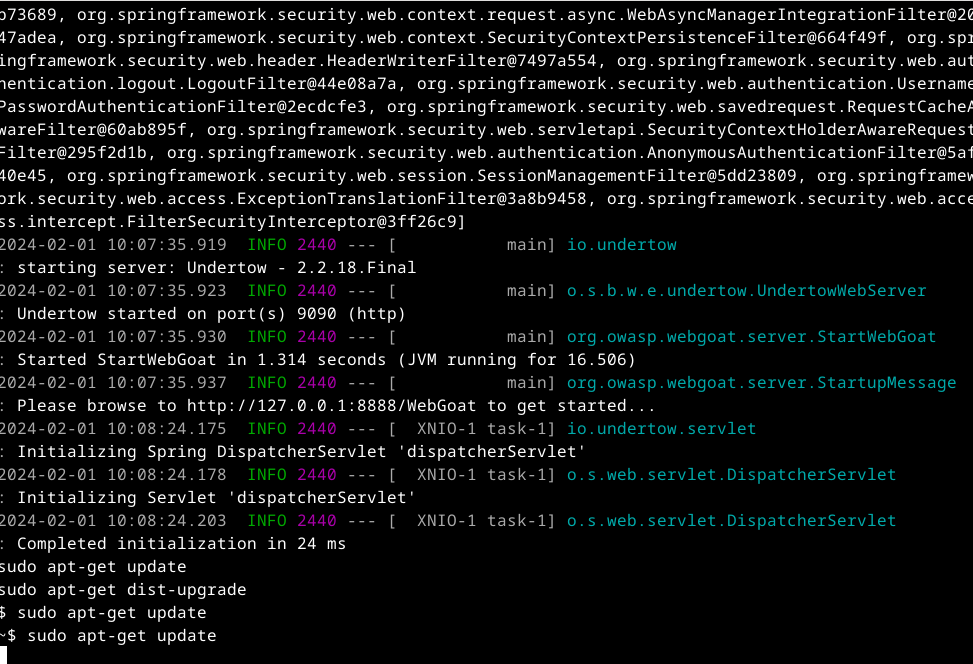 b73689, org.springframework.security.web.context.request.async.WebAsyncManagerIntegrationFilter@20
47adea, org.springframework.security.web.context.SecurityContextPersistenceFilter@664f49f, org.spr
ingframework.security.web.header.HeaderWriterFilter@7497a554, org.springframework.security.web.aut
hentication.logout.LogoutFilter@44e08a7a, org.springframework.security.web.authentication.Username
PasswordAuthenticationFilter@2ecdcfe3, org.springframework.security.web.savedrequest.RequestCacheA
wareFilter@60ab895f, org.springframework.security.web.servletapi.SecurityContextHolderAwareRequest
Filter@295f2d1b, org.springframework.security.web.authentication.AnonymousAuthenticationFilter@5af
40e45, org.springframework.security.web.session.SessionManagementFilter@5dd23809, org.springframew
ork.security.web.access.ExceptionTranslationFilter@3a8b9458, org.springframework.security.web.acce
ss.intercept.FilterSecurityInterceptor@3ff26c9]
2024-02-01 10:07:35.919  INFO 2440 --- [           main] io.undertow
: starting server: Undertow - 2.2.18.Final
2024-02-01 10:07:35.923  INFO 2440 --- [           main] o.s.b.w.e.undertow.UndertowWebServer
: Undertow started on port(s) 9090 (http)
2024-02-01 10:07:35.930  INFO 2440 --- [           main] org.owasp.webgoat.server.StartWebGoat
: Started StartWebGoat in 1.314 seconds (JVM running for 16.506)
2024-02-01 10:07:35.937  INFO 2440 --- [           main] org.owasp.webgoat.server.StartupMessage
: Please browse to http://127.0.0.1:8888/WebGoat to get started...
2024-02-01 10:08:24.175  INFO 2440 --- [  XNIO-1 task-1] io.undertow.servlet
: Initializing Spring DispatcherServlet 'dispatcherServlet'
2024-02-01 10:08:24.178  INFO 2440 --- [  XNIO-1 task-1] o.s.web.servlet.DispatcherServlet
: Initializing Servlet 'dispatcherServlet'
2024-02-01 10:08:24.203  INFO 2440 --- [  XNIO-1 task-1] o.s.web.servlet.DispatcherServlet
: Completed initialization in 24 ms
sudo apt-get update
sudo apt-get dist-upgrade
$ sudo apt-get update
~$ sudo apt-get update